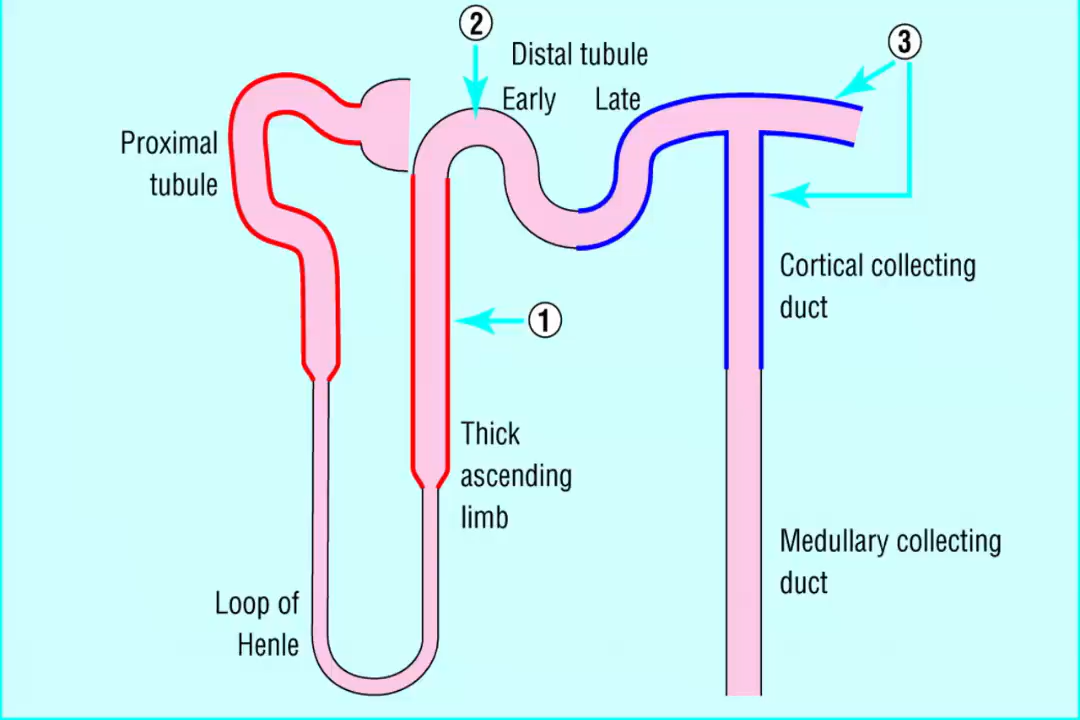 2
Distal tubule
3
Early Late
Proximal
tubule
Cortical collecting
duct
1
Thick
ascending
limb
Medullary collecting
duct
Loop of
Henle